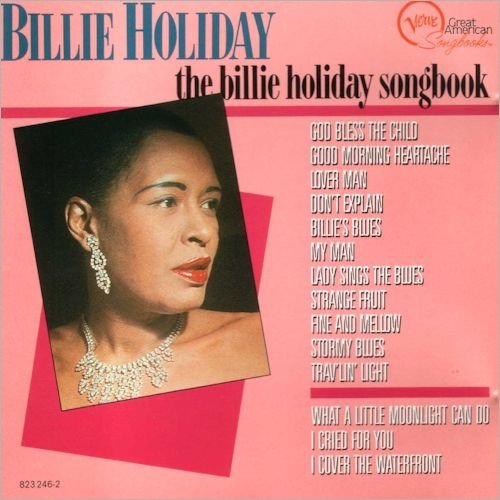 BILLIE HOLIDAY
Verve
Great
American
Songbooks
the billie holiday songbook
GOD BLESS THE CHILD
GOOD MORNING HEARTACHE
LOVER MAN
DON'T EXPLAIN
BILLIE'S BLUES
MY MAN
LADY SINGS THE BLUES
STRANGE FRUIT
FINE AND MELLOW
STORMY BLUES
TRAV'LIN' LIGHT
WHAT A LITTLE MOONLIGHT CAN DO
I CRIED FOR YOU
I COVER THE WATERFRONT
823 246-2